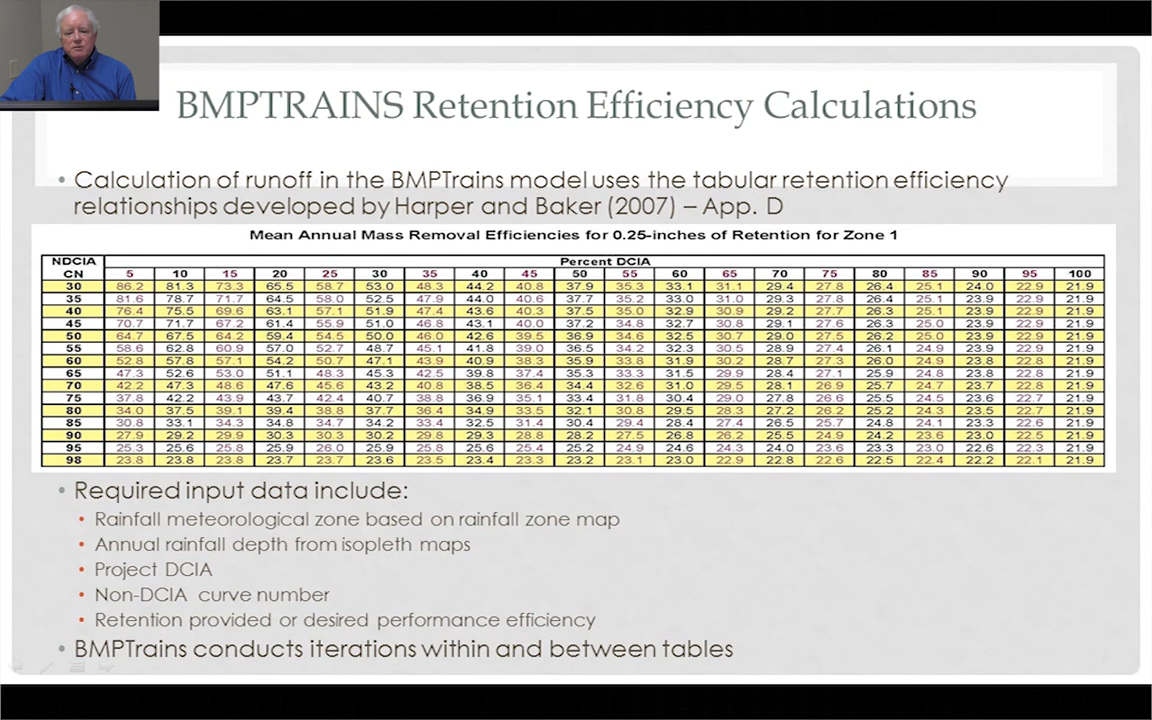 BMPTRAINS Retention Efficiency Calculations
• Calculation of runoff in the BMPTrains model uses the tabular retention efficiency
relationships developed by Harper and Baker (2007) – App. D
Mean Annual Mass Removal Efficiencies for 0.25-inches of Retention for Zone 1
NDCIA Percent DCIA
CN 5 10 15 20 25 30 35 40 45 50 55 60 65 70 75 80 85 90 95 100
30 86.2 81.3 73.3 65.5 58.7 53.0 48.3 44.2 40.8 37.9 35.3 33.1 31.1 29.4 27.8 26.4 25.1 24.0 22.9 21.9
35 81.6 78.7 71.7 64.5 58.0 52.5 47.9 44.0 40.6 37.7 35.2 33.0 31.0 29.3 27.8 26.4 25.1 23.9 22.9 21.9
40 76.4 75.5 69.6 63.1 57.1 51.9 47.4 43.6 40.3 37.5 35.0 32.9 30.9 29.2 27.7 26.3 25.1 23.9 22.9 21.9
45 70.7 71.7 67.2 61.4 55.9 51.0 46.8 43.1 40.0 37.2 34.8 32.7 30.8 29.1 27.6 26.3 25.0 23.9 22.9 21.9
50 64.7 67.5 64.2 59.4 54.5 50.0 46.0 42.6 39.5 36.9 34.6 32.5 30.7 29.0 27.5 26.2 25.0 23.9 22.9 21.9
55 58.6 62.8 60.9 57.0 52.7 48.7 45.1 41.8 39.0 36.5 34.2 32.3 30.5 28.9 27.4 26.1 24.9 23.9 22.9 21.9
60 52.8 57.8 57.1 54.2 50.7 47.1 43.9 40.9 38.3 35.9 33.8 31.9 30.2 28.7 27.3 26.0 24.9 23.8 22.8 21.9
65 47.3 52.6 53.0 51.1 48.3 45.3 42.5 39.8 37.4 35.3 33.3 31.5 29.9 28.4 27.1 25.9 24.8 23.8 22.8 21.9
70 42.2 47.3 48.6 47.6 45.6 43.2 40.8 38.5 36.4 34.4 32.6 31.0 29.5 28.1 26.9 25.7 24.7 23.7 22.8 21.9
75 37.8 42.2 43.9 43.7 42.4 40.7 38.8 36.9 35.1 33.4 31.8 30.4 29.0 27.8 26.6 25.5 24.5 23.6 22.7 21.9
80 34.0 37.5 39.1 39.4 38.8 37.7 36.4 34.9 33.5 32.1 30.8 29.5 28.3 27.2 26.2 25.2 24.3 23.5 22.7 21.9
85 30.8 33.1 34.3 34.8 34.7 34.2 33.4 32.5 31.4 30.4 29.4 28.4 27.4 26.5 25.7 24.8 24.1 23.3 22.6 21.9
90 27.9 29.2 29.9 30.3 30.3 30.2 29.8 29.3 28.8 28.2 27.5 26.8 26.2 25.5 24.9 24.2 23.6 23.0 22.5 21.9
95 25.3 25.6 25.8 25.9 26.0 25.9 25.8 25.6 25.4 25.2 24.9 24.6 24.3 24.0 23.6 23.3 23.0 22.6 22.3 21.9
98 23.8 23.8 23.8 23.7 23.7 23.6 23.5 23.4 23.3 23.2 23.1 23.0 22.9 22.8 22.6 22.5 22.4 22.2 22.1 21.9
• Required input data include:
• Rainfall meteorological zone based on rainfall zone map
• Annual rainfall depth from isopleth maps
• Project DCIA
• Non-DCIA curve number
• Retention provided or desired performance efficiency
• BMPTrains conducts iterations within and between tables